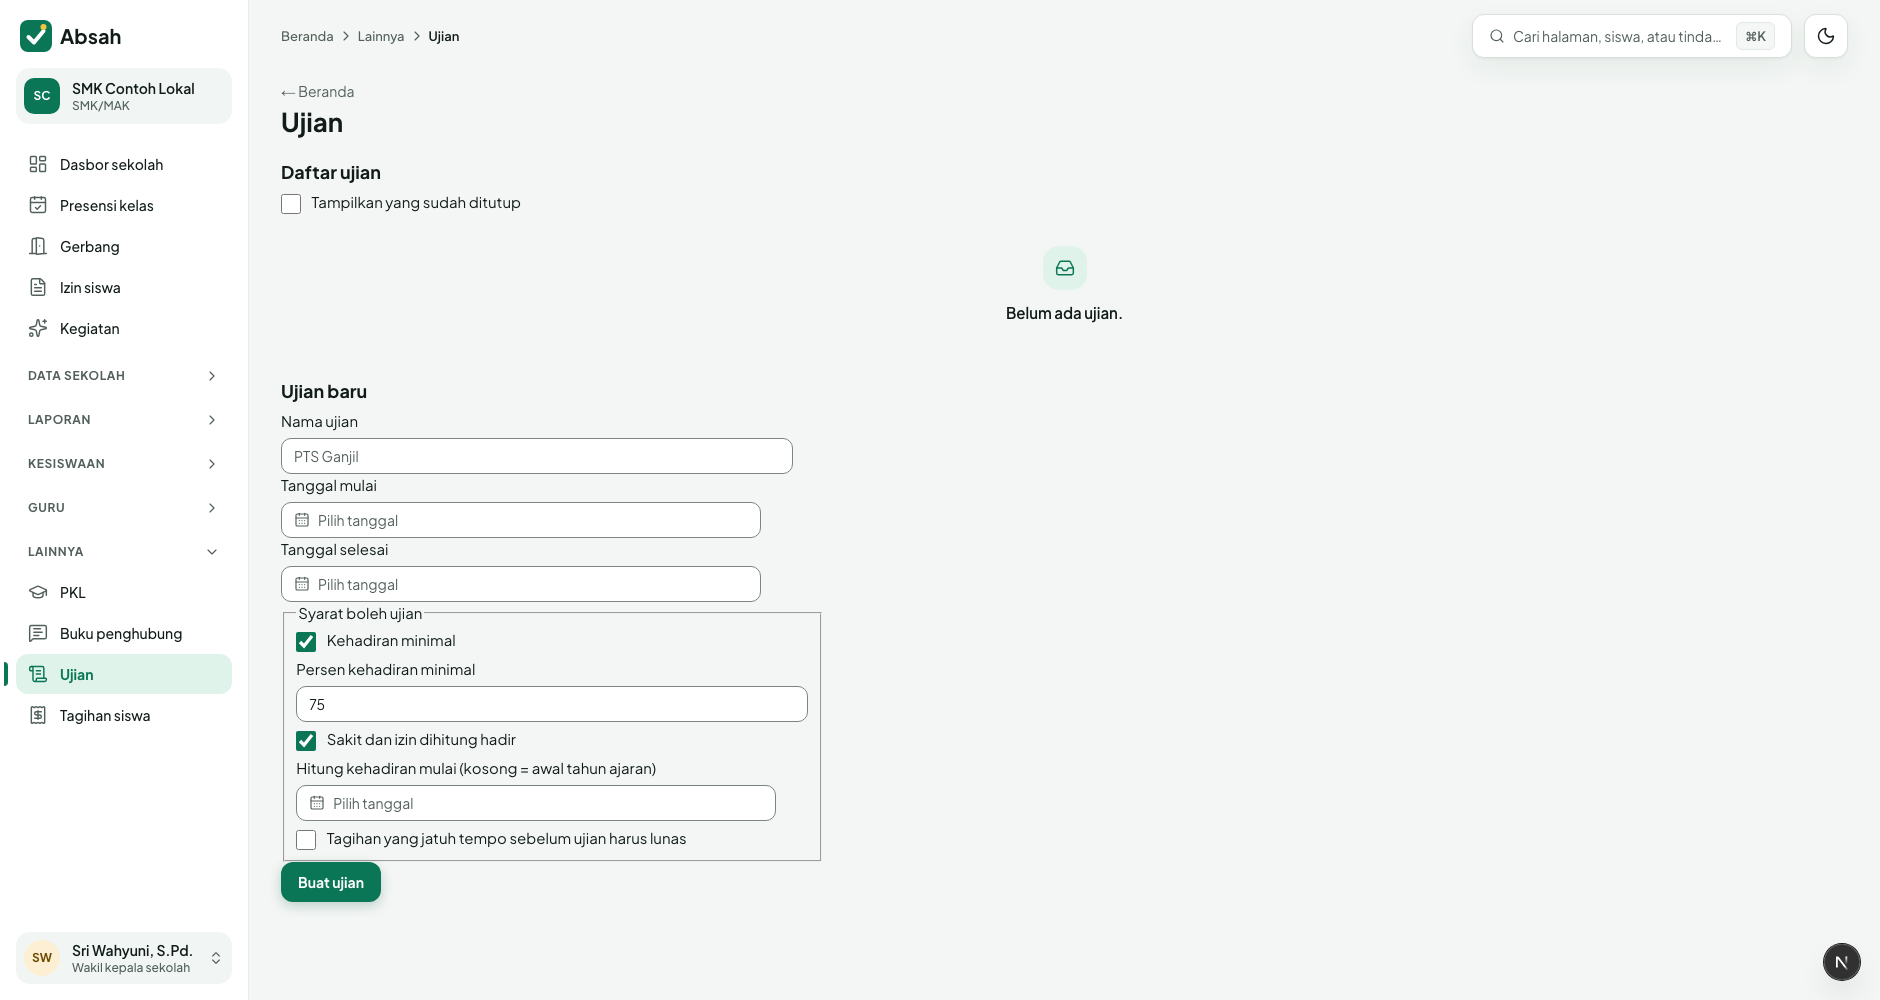 Absah
SC
SMK Contoh Lokal
SMK/MAK
Dasbor sekolah
Presensi kelas
Gerbang
Izin siswa
Kegiatan
DATA SEKOLAH
LAPORAN
KESISWAAN
GURU
LAINNYA
PKL
Buku penghubung
Ujian
Tagihan siswa
SW
Sri Wahyuni, S.Pd.
Wakil kepala sekolah
Beranda > Lainnya > Ujian
Cari halaman, siswa, atau tinda... ⌘K
← Beranda
Ujian
Daftar ujian
Tampilkan yang sudah ditutup
Belum ada ujian.
Ujian baru
Nama ujian
PTS Ganjil
Tanggal mulai
Pilih tanggal
Tanggal selesai
Pilih tanggal
Syarat boleh ujian
Kehadiran minimal
Persen kehadiran minimal
75
Sakit dan izin dihitung hadir
Hitung kehadiran mulai (kosong = awal tahun ajaran)
Pilih tanggal
Tagihan yang jatuh tempo sebelum ujian harus lunas
Buat ujian
N